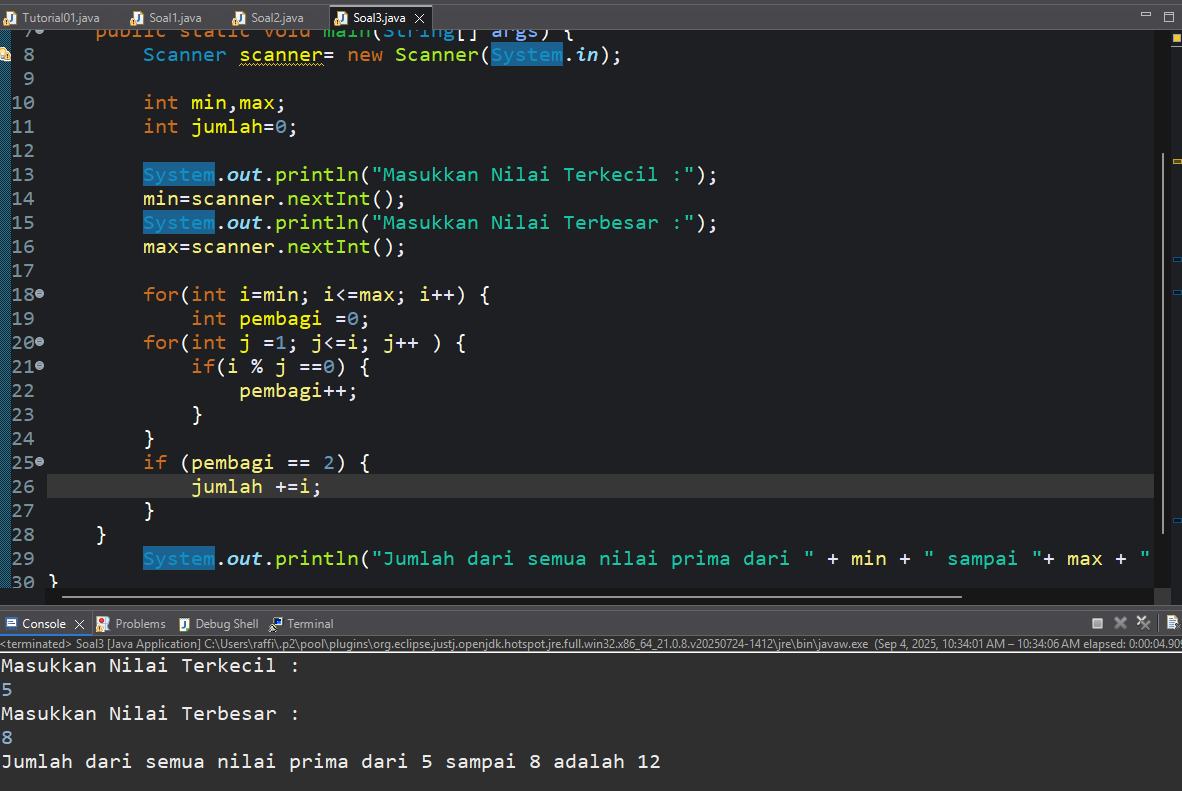 Tutorial01.java Soal1.java Soal2.java Soal3.java
7 public static void main(String[] args) {
8 Scanner scanner= new Scanner(System.in);
9
10 int min,max;
11 int jumlah=0;
12
13 System.out.println("Masukkan Nilai Terkecil :");
14 min=scanner.nextInt();
15 System.out.println("Masukkan Nilai Terbesar :");
16 max=scanner.nextInt();
17
18 for(int i=min; i<=max; i++) {
19 int pembagi =0;
20 for(int j =1; j<=i; j++ ) {
21 if(i % j ==0) {
22 pembagi++;
23 }
24 }
25 if (pembagi == 2) {
26 jumlah +=i;
27 }
28 }
29 System.out.println("Jumlah dari semua nilai prima dari " + min + " sampai "+ max + "
30 }
Console Problems Debug Shell Terminal
<terminated> Soal3 [Java Application] C:\Users\raffi\.p2\pool\plugins\org.eclipse.justj.openjdk.hotspot.jre.full.win32.x86_64_21.0.8.v20250724-1412\jre\bin\javaw.exe (Sep 4, 2025, 10:34:01 AM – 10:34:06 AM elapsed: 0:00:04.909
Masukkan Nilai Terkecil :
5
Masukkan Nilai Terbesar :
8
Jumlah dari semua nilai prima dari 5 sampai 8 adalah 12